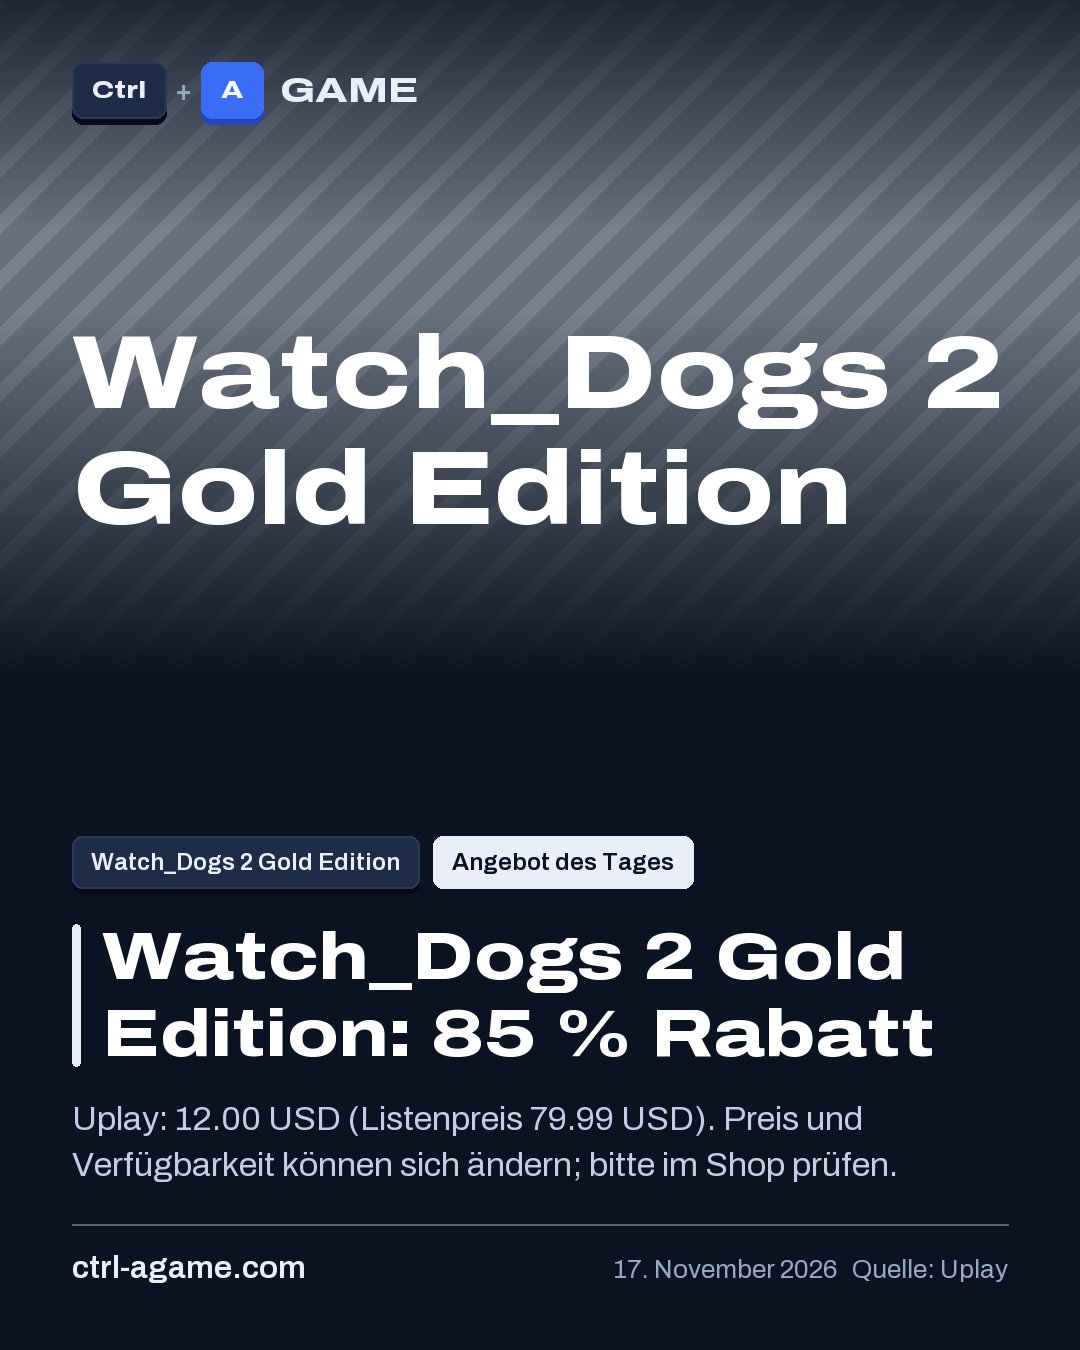 Ctrl + A GAME
Watch_Dogs 2
Gold Edition
Watch_Dogs 2 Gold Edition
Angebot des Tages
Watch_Dogs 2 Gold
Edition: 85 % Rabatt
Uplay: 12.00 USD (Listenpreis 79.99 USD). Preis und
Verfügbarkeit können sich ändern; bitte im Shop prüfen.
ctrl-agame.com
17. November 2026 Quelle: Uplay